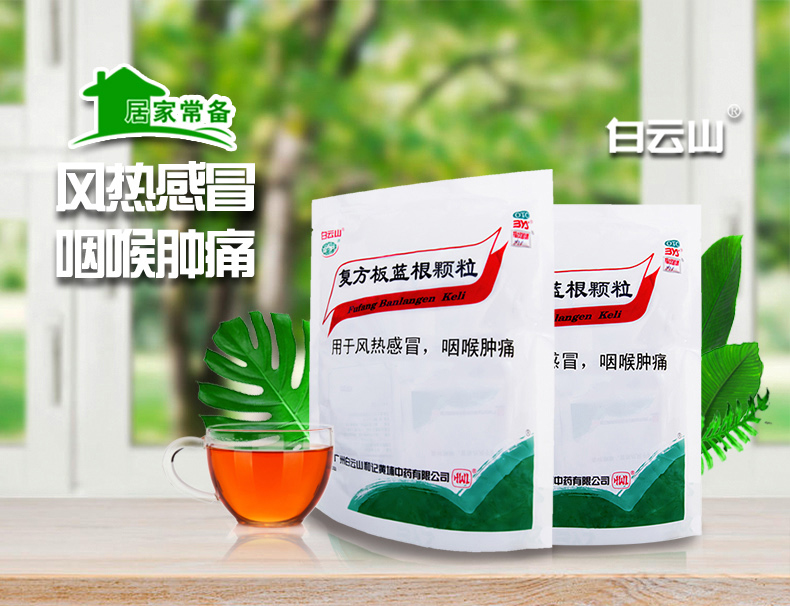 居家常备
风热感冒
咽喉肿痛
白云山®
白云山
OTC
复方板蓝根颗粒
Fufang Banlangen Keli
用于风热感冒，咽喉肿痛
广州白云山和记黄埔中药有限公司
OTC
蓝根颗粒
langen Keli
感冒，咽喉肿痛
中药有限公司